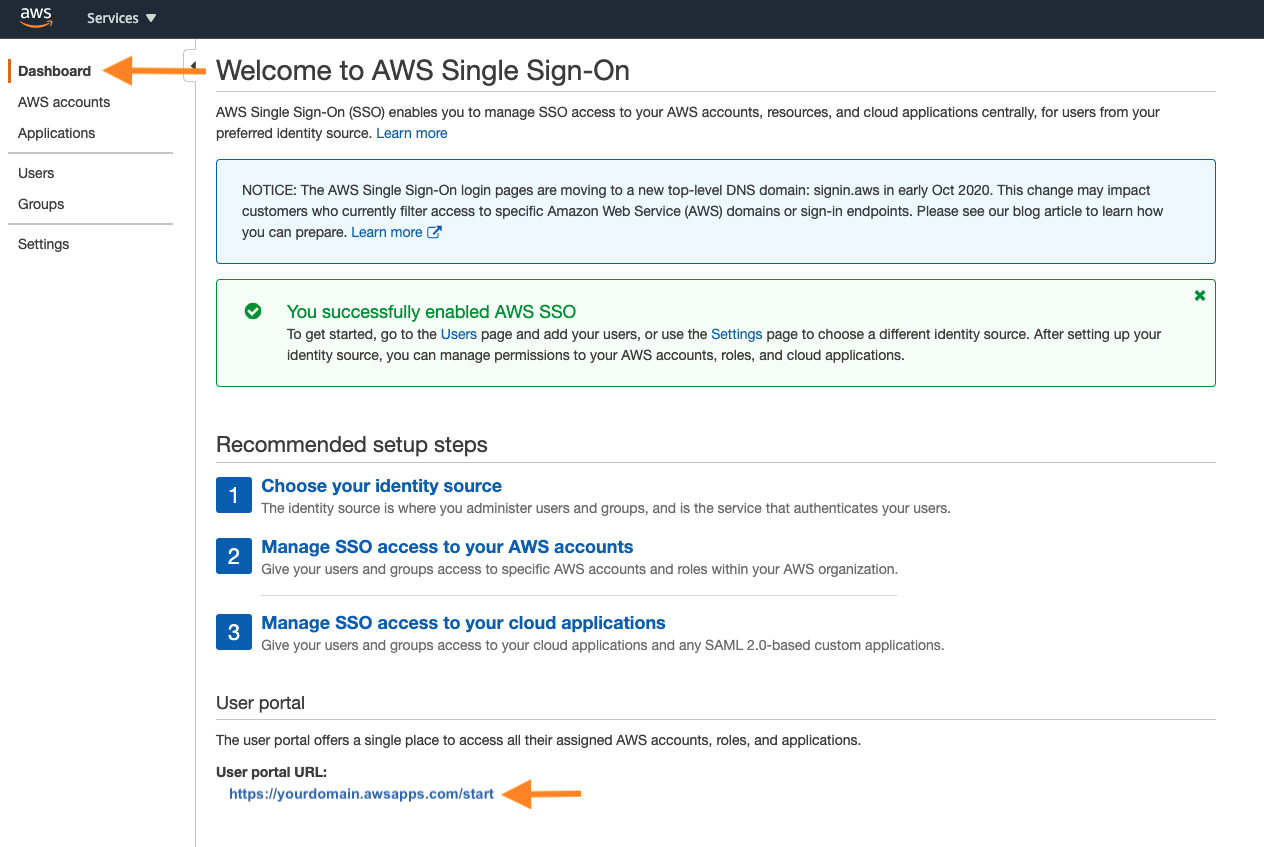 aws
Services
Dashboard
AWS accounts
Applications
Users
Groups
Settings
Welcome to AWS Single Sign-On
AWS Single Sign-On (SSO) enables you to manage SSO access to your AWS accounts, resources, and cloud applications centrally, for users from your
preferred identity source. Learn more
NOTICE: The AWS Single Sign-On login pages are moving to a new top-level DNS domain: signin.aws in early Oct 2020. This change may impact
customers who currently filter access to specific Amazon Web Service (AWS) domains or sign-in endpoints. Please see our blog article to learn how
you can prepare. Learn more
You successfully enabled AWS SSO
To get started, go to the Users page and add your users, or use the Settings page to choose a different identity source. After setting up your
identity source, you can manage permissions to your AWS accounts, roles, and cloud applications.
Recommended setup steps
1
Choose your identity source
The identity source is where you administer users and groups, and is the service that authenticates your users.
2
Manage SSO access to your AWS accounts
Give your users and groups access to specific AWS accounts and roles within your AWS organization.
3
Manage SSO access to your cloud applications
Give your users and groups access to your cloud applications and any SAML 2.0-based custom applications.
User portal
The user portal offers a single place to access all their assigned AWS accounts, roles, and applications.
User portal URL:
https://yourdomain.awsapps.com/start